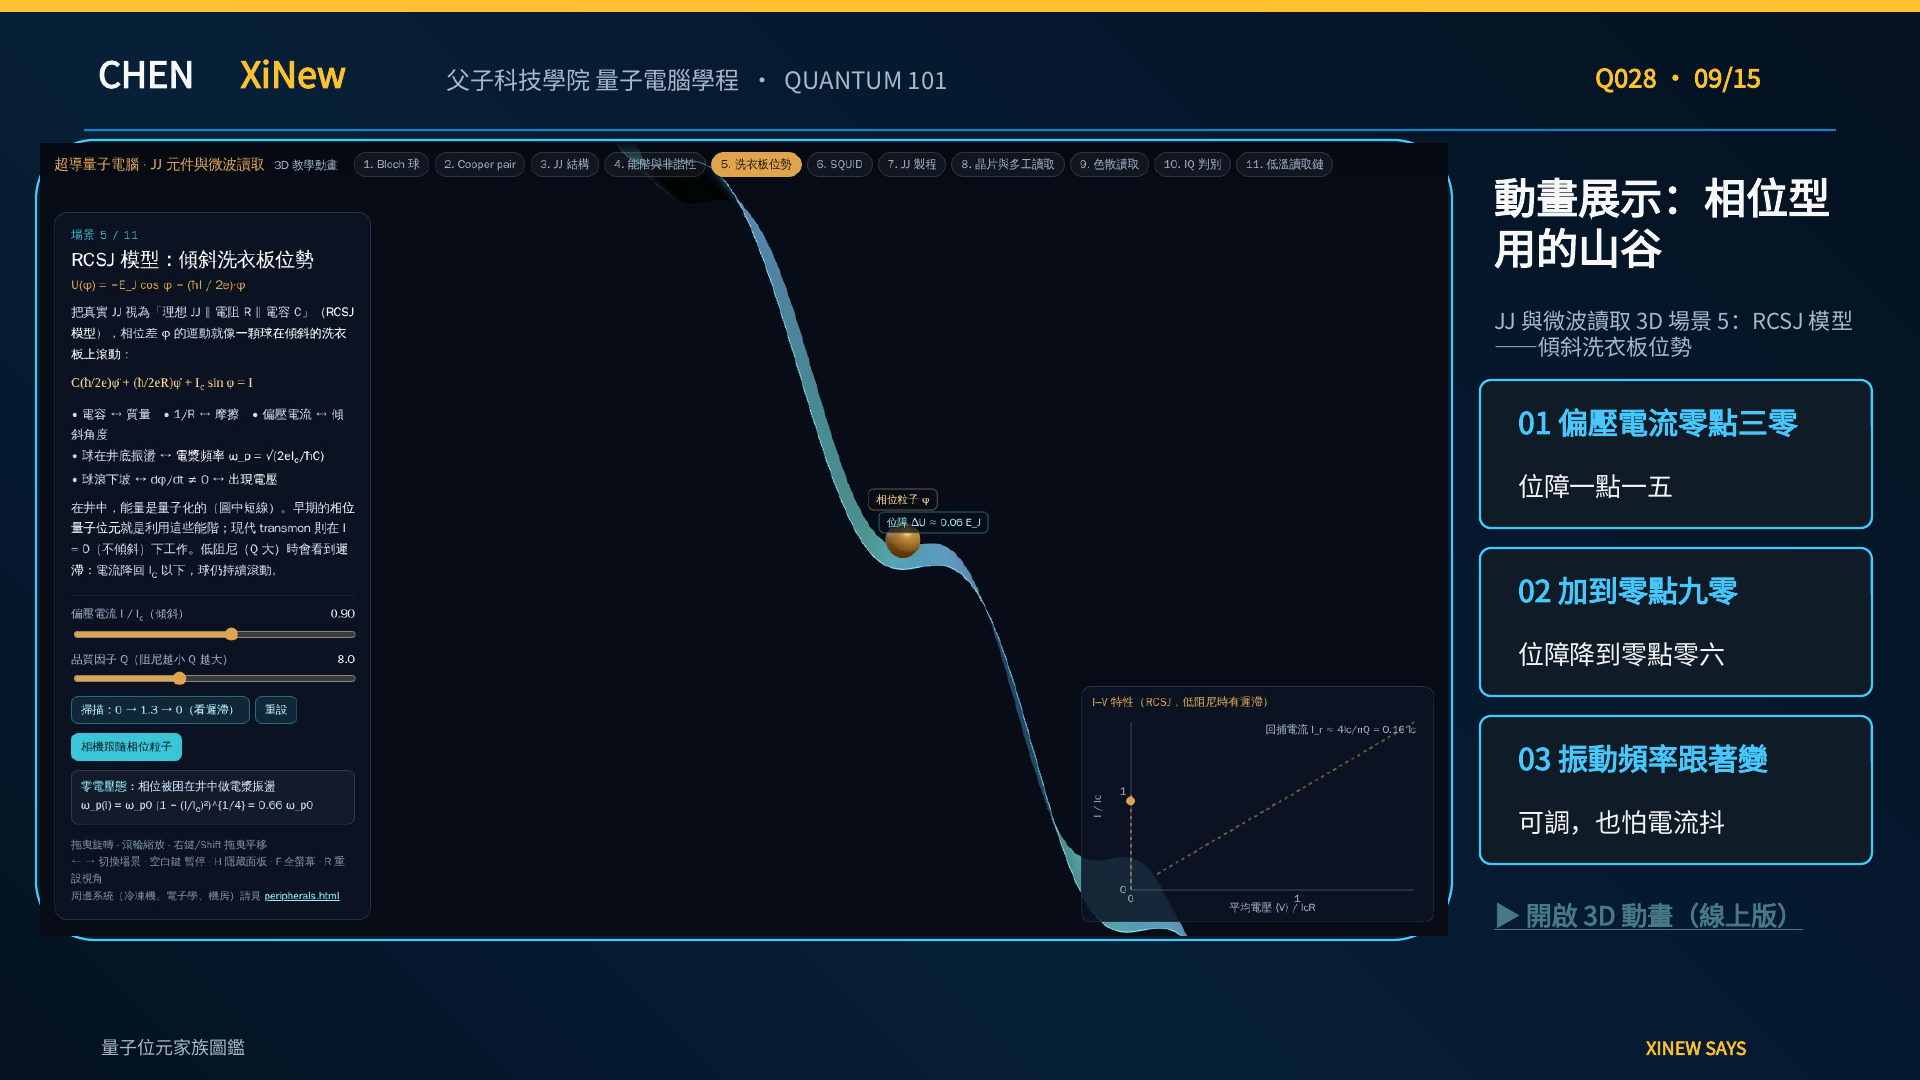 CHEN XiNew 父子科技學院 量子電腦學程 · QUANTUM 101 Q028 · 09/15
超導量子電腦 · JJ 元件與微波讀取 3D 教學動畫 1. Bloch 球 2. Cooper pair 3. JJ 結構 4. 能階與非諧性 5. 洗衣板位勢 6. SQUID 7. JJ 製程 8. 晶片與多工讀取 9. 色散讀取 10. IQ 判別 11. 低溫讀取鏈
場景 5 / 11
RCSJ 模型：傾斜洗衣板位勢
U(φ) = −E_J cos φ − (ħI / 2e)·φ
把真實 JJ 視為「理想 JJ ∥ 電阻 R ∥ 電容 C」（RCSJ
模型），相位差 φ 的運動就像一顆球在傾斜的洗衣
板上滾動：
C(ħ/2e)φ̈ + (ħ/2eR)φ̇ + I_c sin φ = I
• 電容 ↔ 質量 • 1/R ↔ 摩擦 • 偏壓電流 ↔ 傾
斜角度
• 球在井底振盪 ↔ 電漿頻率 ω_p = √(2eI_c/ħC)
• 球滾下坡 ↔ dφ/dt ≠ 0 ↔ 出現電壓
在井中，能量是量子化的（圖中短線）。早期的相位
量子位元就是利用這些能階；現代 transmon 則在 I
= 0（不傾斜）下工作。低阻尼（Q 大）時會看到遲
滯：電流降回 I_c 以下，球仍持續滾動。
偏壓電流 I / I_c（傾斜） 0.90
品質因子 Q（阻尼越小 Q 越大） 8.0
掃描：0 → 1.3 → 0（看遲滯） 重設
相機跟隨相位粒子
零電壓態：相位被困在井中做電漿振盪
ω_p(I) = ω_p0 (1 − (I/I_c)²)^{1/4} = 0.66 ω_p0
拖曳旋轉 · 滾輪縮放 · 右鍵/Shift 拖曳平移
← → 切換場景 · 空白鍵 暫停 · H 隱藏面板 · F 全螢幕 · R 重
設視角
周邊系統（冷凍機、電子學、機房）請見 peripherals.html
相位粒子 φ
位障 ΔU ≈ 0.06 E_J
I–V 特性（RCSJ，低阻尼時有遲滯）
回捕電流 I_r ≈ 4Ic/πQ = 0.16 Ic
1
I / Ic
0
0 1
平均電壓 ⟨V⟩ / IcR
動畫展示：相位型
用的山谷
JJ 與微波讀取 3D 場景 5：RCSJ 模型
——傾斜洗衣板位勢
01 偏壓電流零點三零
位障一點一五
02 加到零點九零
位障降到零點零六
03 振動頻率跟著變
可調，也怕電流抖
▶ 開啟 3D 動畫（線上版）
量子位元家族圖鑑
XINEW SAYS